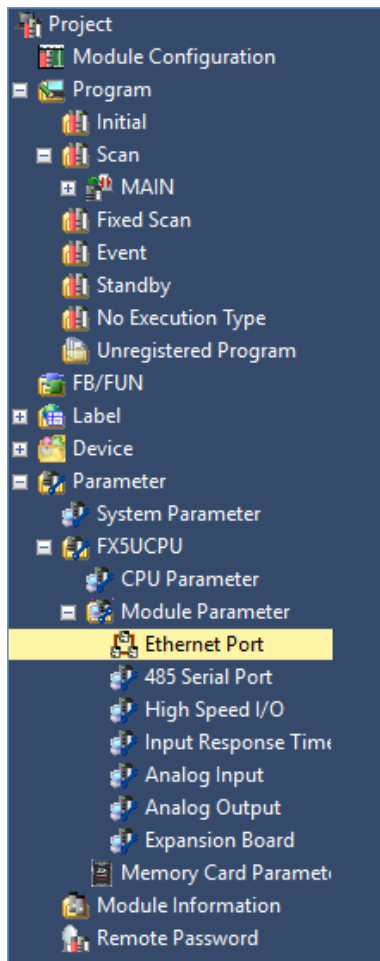 Project
Module Configuration
Program
Initial
Scan
MAIN
Fixed Scan
Event
Standby
No Execution Type
Unregistered Program
FB/FUN
Label
Device
Parameter
System Parameter
FX5UCPU
CPU Parameter
Module Parameter
Ethernet Port
485 Serial Port
High Speed I/O
Input Response Time
Analog Input
Analog Output
Expansion Board
Memory Card Paramet
Module Information
Remote Password